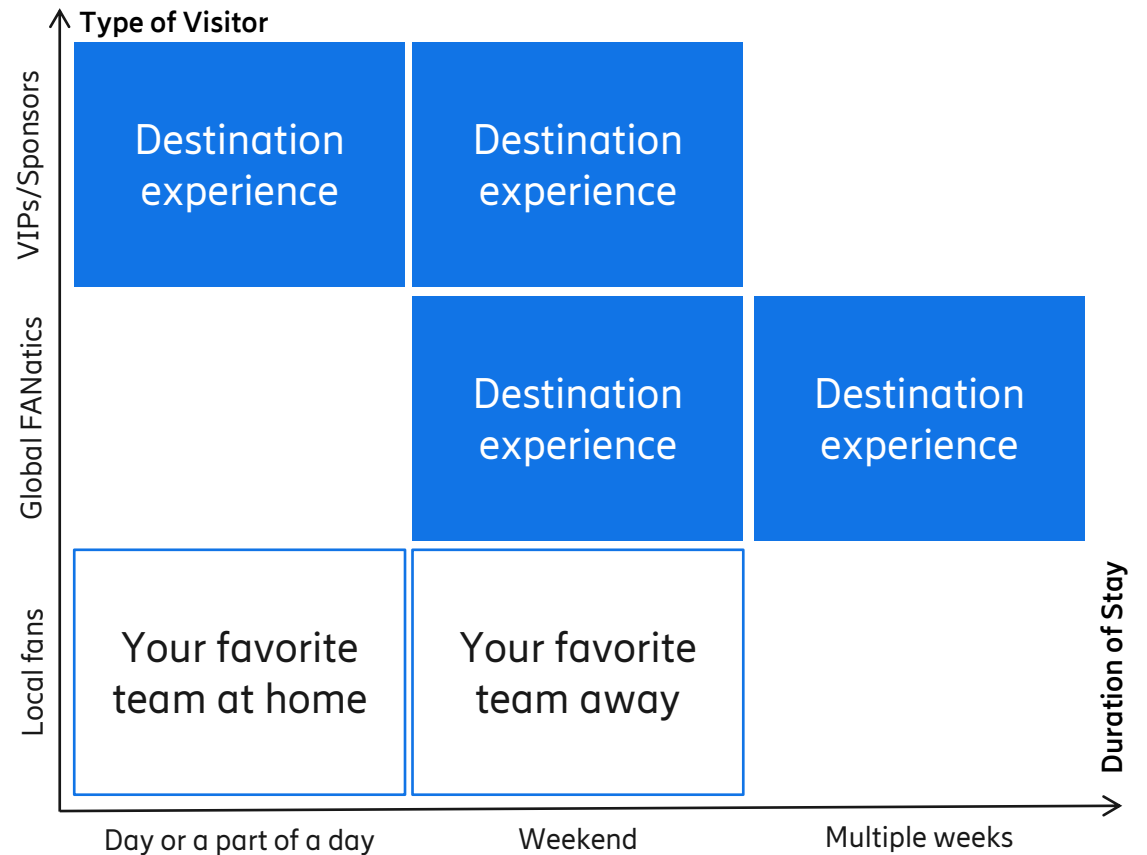 Type of Visitor
VIPs/Sponsors
Destination
experience
Destination
experience
Global FANatics
Destination
experience
Destination
experience
Local fans
Your favorite
team at home
Your favorite
team away
Duration of Stay
Day or a part of a day
Weekend
Multiple weeks